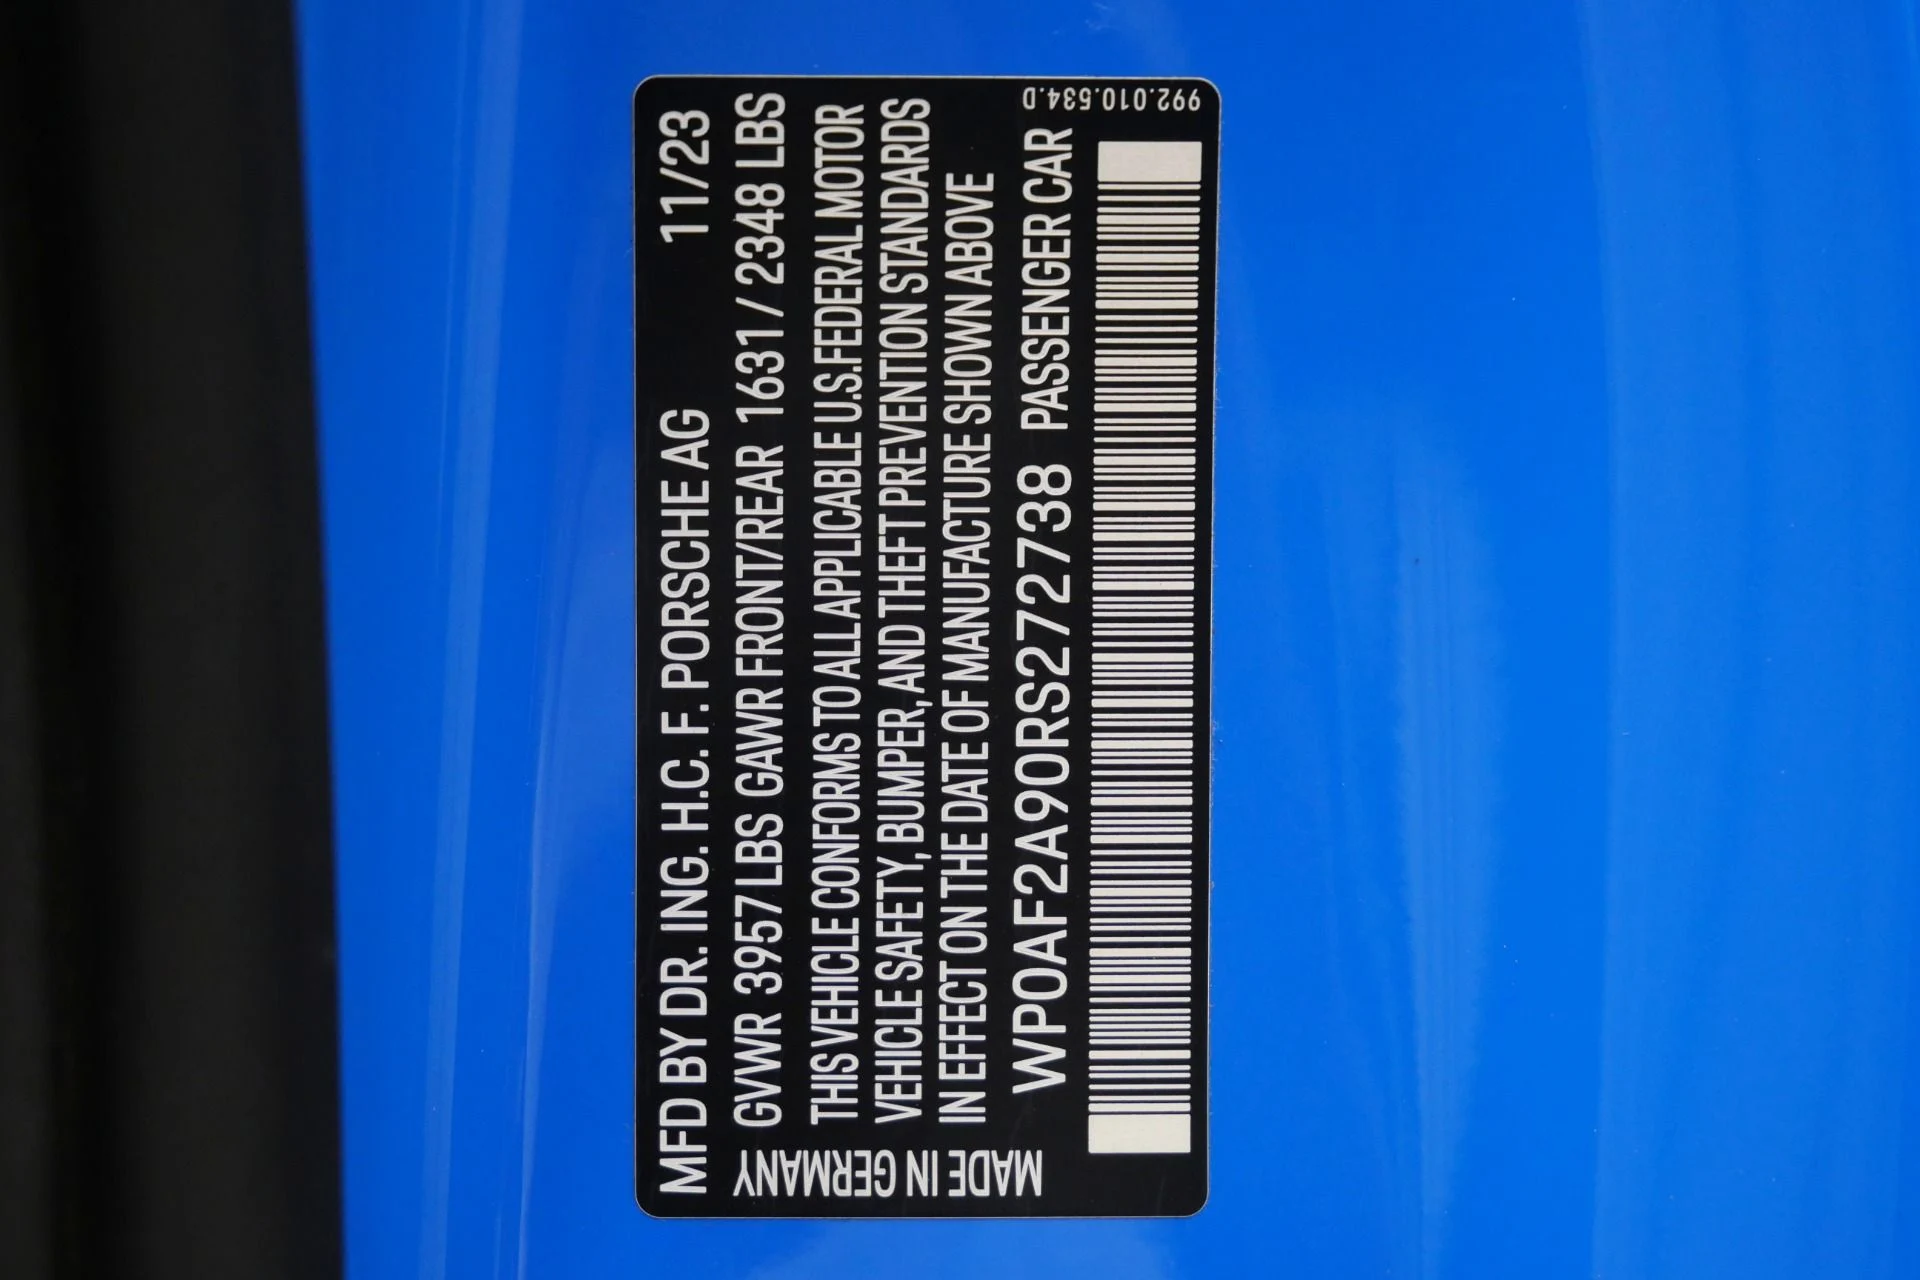 MFD BY DR. ING. H.C. F. PORSCHE AG 11/23
GVWR 3957 LBS GAWR FRONT/REAR 1631 / 2348 LBS
THIS VEHICLE CONFORMS TO ALL APPLICABLE U.S. FEDERAL MOTOR
VEHICLE SAFETY, BUMPER, AND THEFT PREVENTION STANDARDS
IN EFFECT ON THE DATE OF MANUFACTURE SHOWN ABOVE
WP0AF2A90RS272738 PASSENGER CAR
MADE IN GERMANY
992.010.534.D